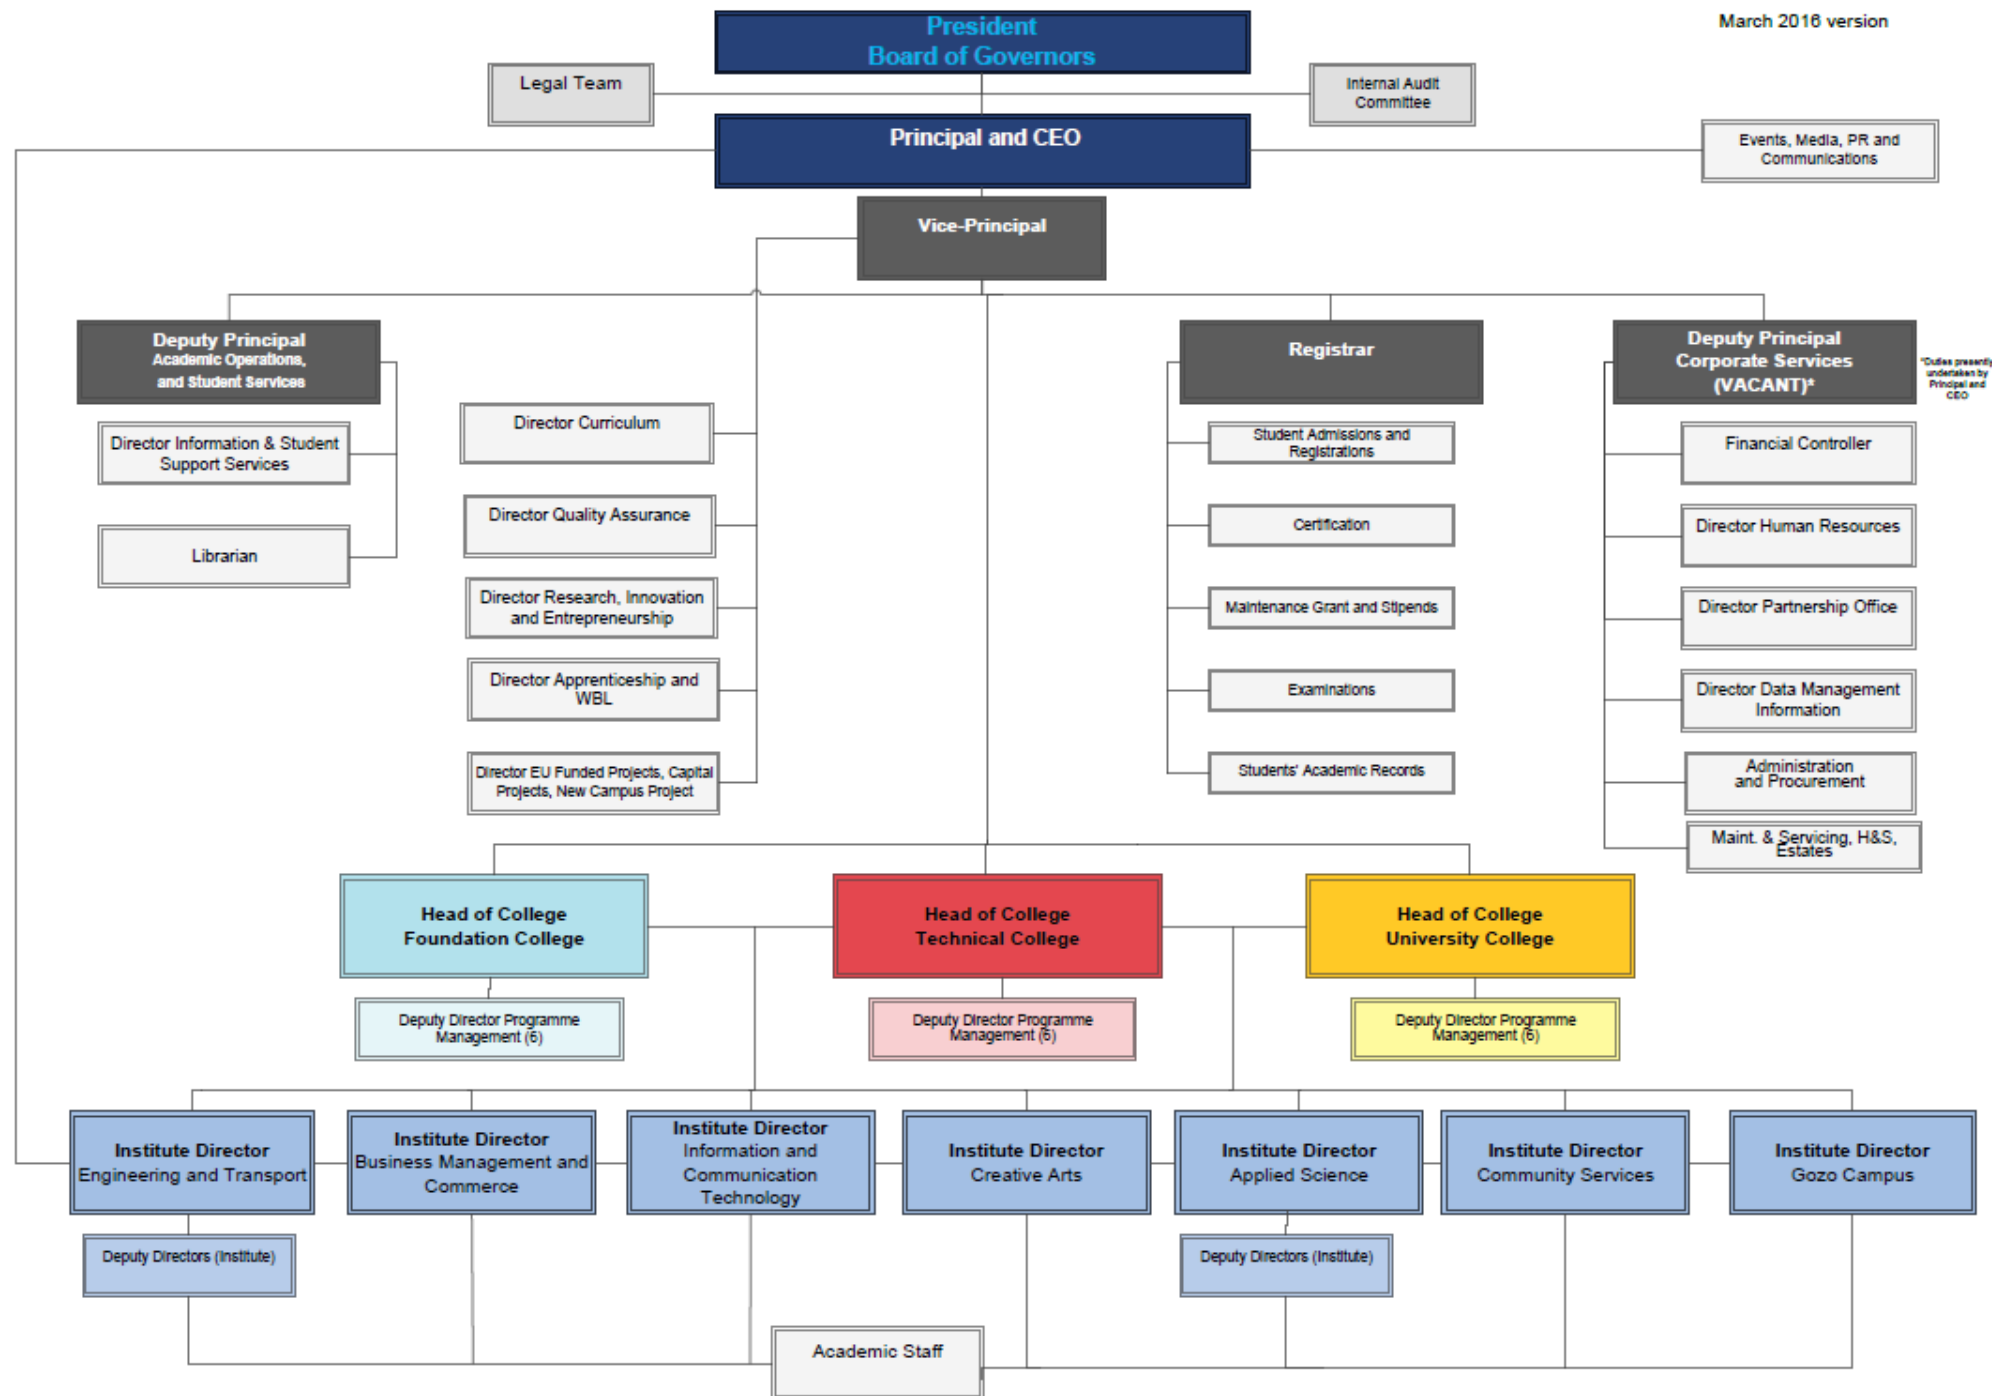 March 2016 version
President
Board of Governors
Legal Team
Internal Audit
Committee
Principal and CEO
Events, Media, PR and
Communications
Vice-Principal
Deputy Principal
Academic Operations,
and Student Services
Registrar
Deputy Principal
Corporate Services
(VACANT)*
*Duties presently
undertaken by
Principal and
CEO
Director Information & Student
Support Services
Librarian
Director Curriculum
Director Quality Assurance
Director Research, Innovation
and Entrepreneurship
Director Apprenticeship and
WBL
Director EU Funded Projects, Capital
Projects, New Campus Project
Student Admissions and
Registrations
Certification
Maintenance Grant and Stipends
Examinations
Students' Academic Records
Financial Controller
Director Human Resources
Director Partnership Office
Director Data Management
Information
Administration
and Procurement
Maint. & Servicing, H&S,
Estates
Head of College
Foundation College
Head of College
Technical College
Head of College
University College
Deputy Director Programme
Management (6)
Deputy Director Programme
Management (6)
Deputy Director Programme
Management (6)
Institute Director
Engineering and Transport
Institute Director
Business Management and
Commerce
Institute Director
Information and
Communication
Technology
Institute Director
Creative Arts
Institute Director
Applied Science
Institute Director
Community Services
Institute Director
Gozo Campus
Deputy Directors (Institute)
Deputy Directors (Institute)
Academic Staff